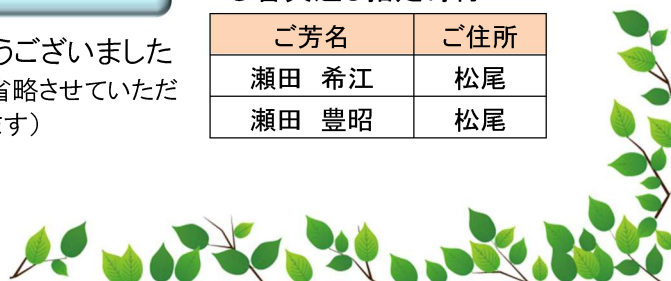 うございました
省略させていただ
ます）
ご芳名 ご住所
瀬田 希江 松尾
瀬田 豊昭 松尾